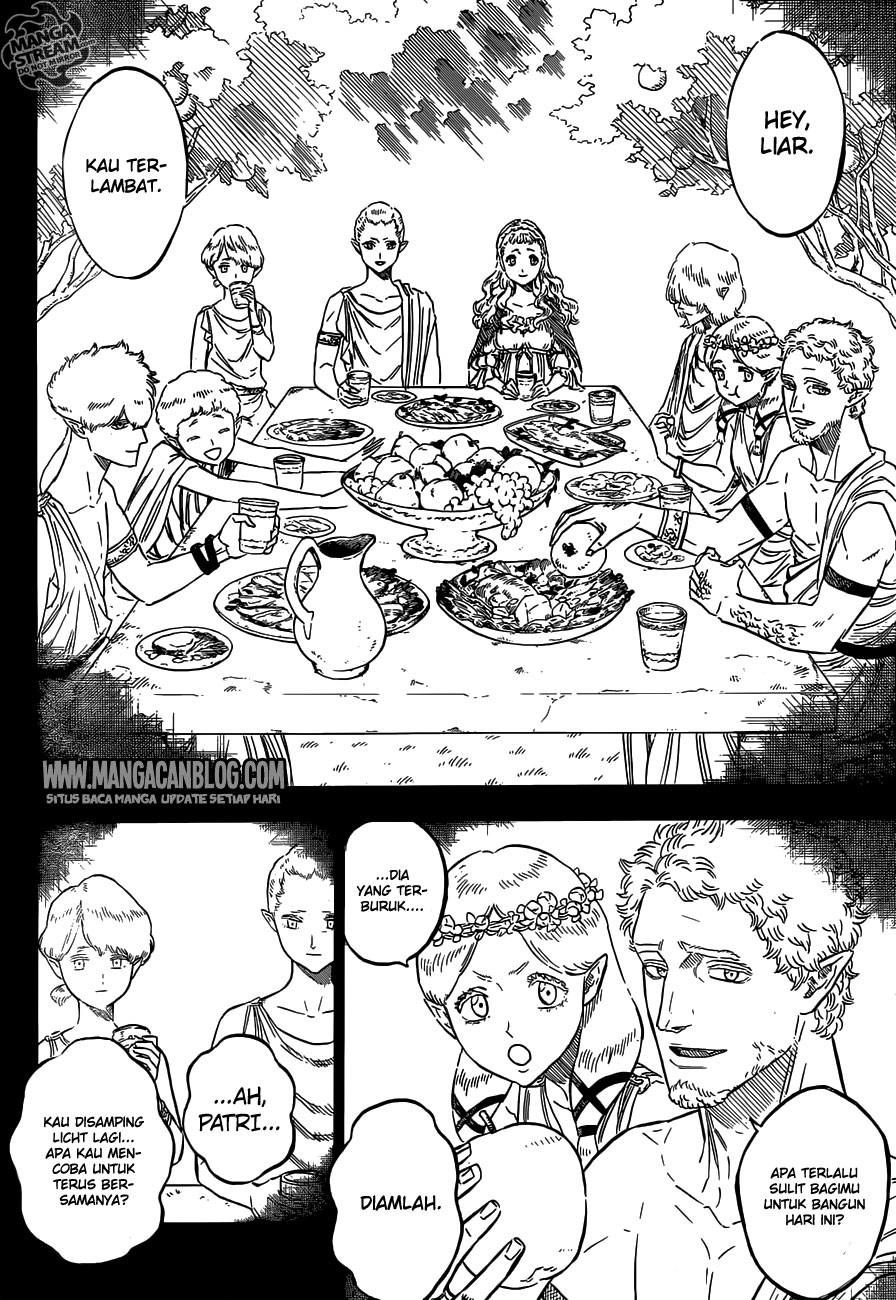 MANGA
STREAM
DO NOT MIRROR
HEY,
LIAR.
KAU TER-
LAMBAT.
WWW.MANGACANBLOG.COM
SITUS BACA MANGA UPDATE SETIAP HARI
...DIA
YANG TER-
BURUK....
APA TERLALU
SULIT BAGIMU
UNTUK BANGUN
HARI INI?
DIAMLAH.
...AH,
PATRI...
KAU DISAMPING
LICHT LAGI...
APA KAU MEN-
COBA UNTUK
TERUS BER-
SAMANYA?